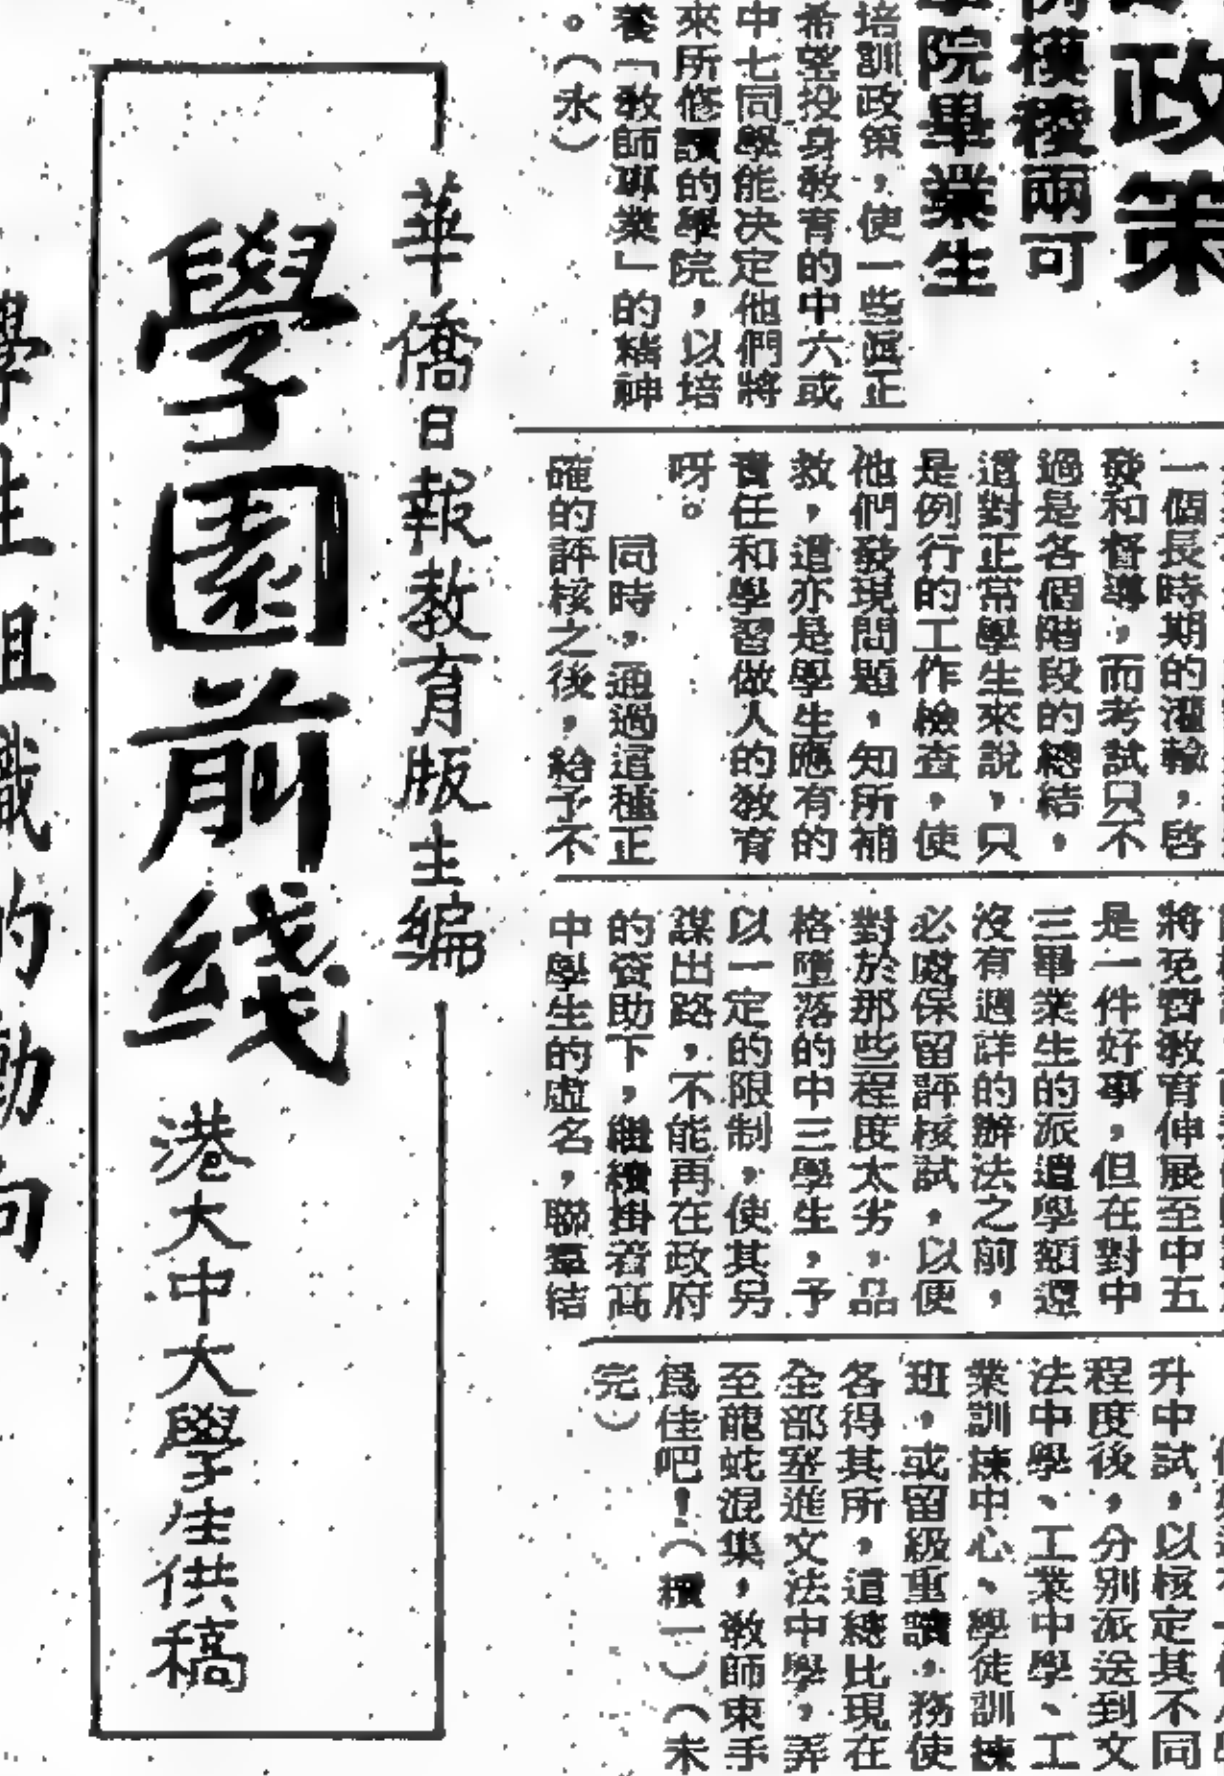 政策
模稜兩可
學院畢業生
培訓政策，使一些眞正
希望投身教育的中六或
中七同學能决定他們將
來所修讀的學院，以培
養「教師專業」的精神
。（永）
一個長時期的灌輸，啓
發和督導，而考試只不
過是各個階段的總結，
這對正常學生來說，只
是例行的工作檢查，使
他們發現問題，知所補
救，這亦是學生應有的
責任和學習做人的教育
呀。
同時，通過這種正
確的評核之後，給予不
將免費教育伸展至中五
是一件好事，但在對中
三畢業生的派遣學額還
沒有週詳的辦法之前，
必處保留評核試，以便
對於那些程度太劣，品
格墮落的中三學生，予
以一定的限制，使其另
謀出路，不能再在政府
的資助下，繼續掛着高
中學生的虛名，聯羣結
升中試，以核定其不同
程度後，分別派送到文
法中學、工業中學、工
業訓練中心、學徒訓練
班，或留級重讀，務使
各得其所，這總比現在
全部塞進文法中學，弄
至龍蛇混集，教師束手
爲佳吧！（稹一）（未
完）
華僑日報教育版主編
學園前綫
港大中大學生供稿
學生組織的動向